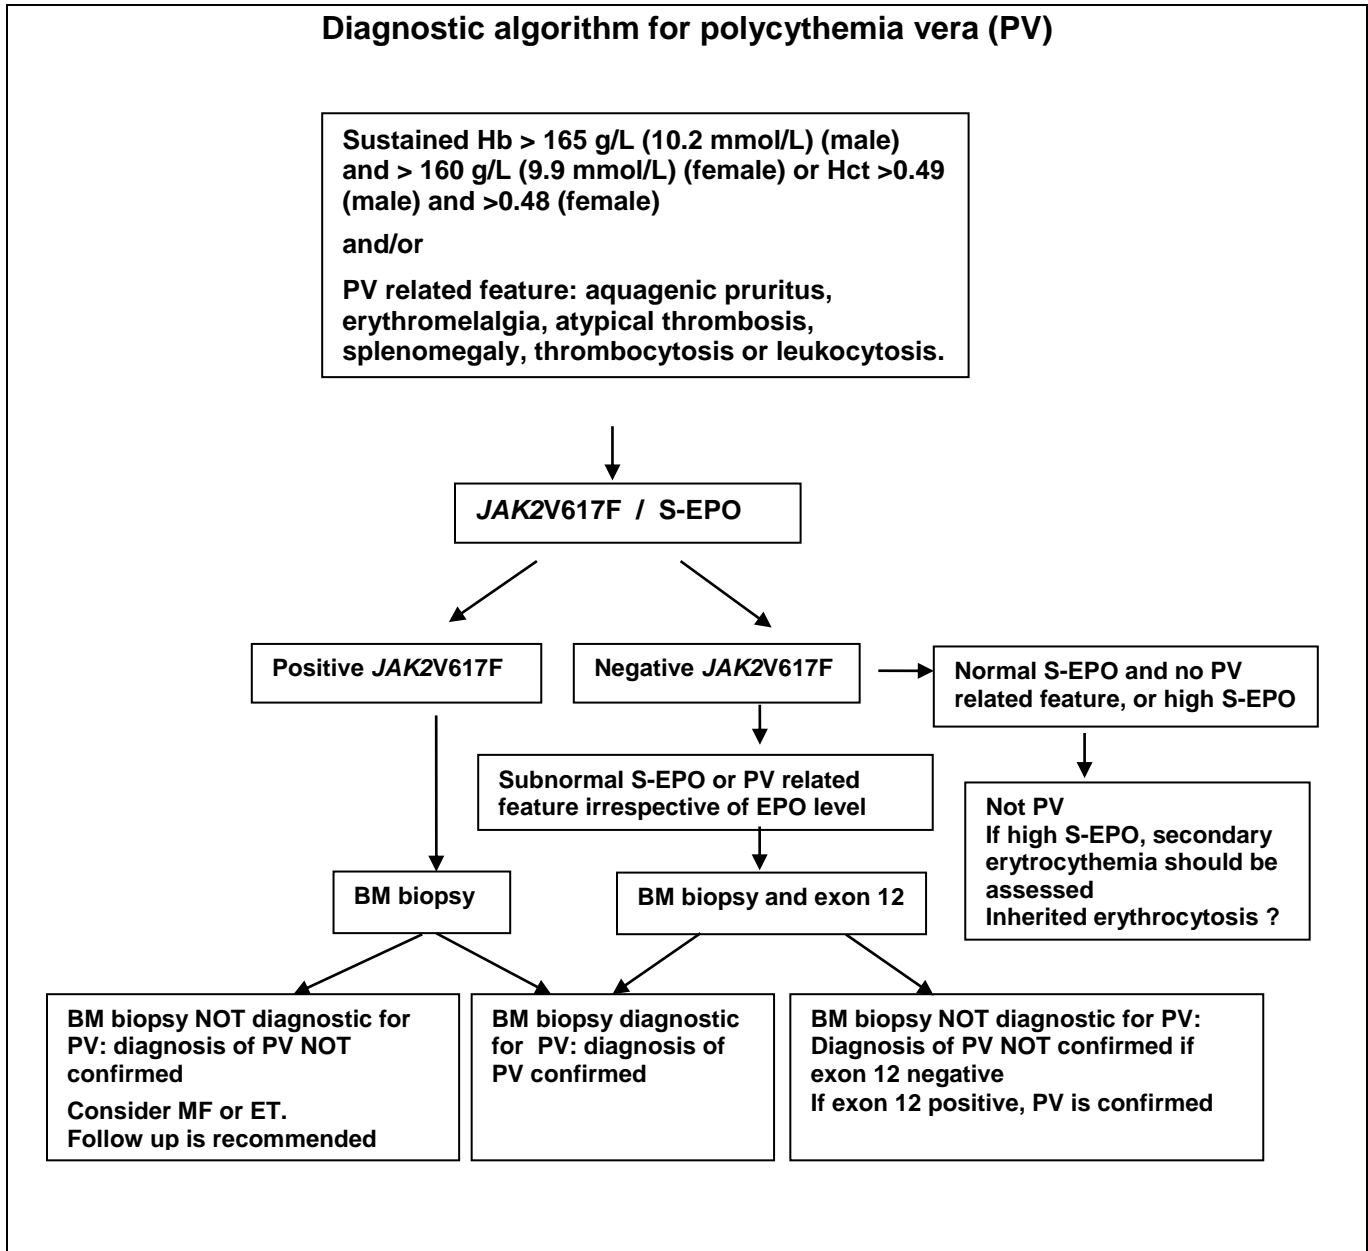 Diagnostic algorithm for polycythemia vera (PV)
Sustained Hb > 165 g/L (10.2 mmol/L) (male)
and > 160 g/L (9.9 mmol/L) (female) or Hct >0.49
(male) and >0.48 (female)
and/or
PV related feature: aquagenic pruritus,
erythromelalgia, atypical thrombosis,
splenomegaly, thrombocytosis or leukocytosis.
JAK2V617F / S-EPO
Positive JAK2V617F
Negative JAK2V617F
Normal S-EPO and no PV
related feature, or high S-EPO
Subnormal S-EPO or PV related
feature irrespective of EPO level
Not PV
If high S-EPO, secondary
erytrocythemia should be
assessed
Inherited erythrocytosis ?
BM biopsy
BM biopsy and exon 12
BM biopsy NOT diagnostic for
PV: diagnosis of PV NOT
confirmed
Consider MF or ET.
Follow up is recommended
BM biopsy diagnostic
for PV: diagnosis of
PV confirmed
BM biopsy NOT diagnostic for PV:
Diagnosis of PV NOT confirmed if
exon 12 negative
If exon 12 positive, PV is confirmed